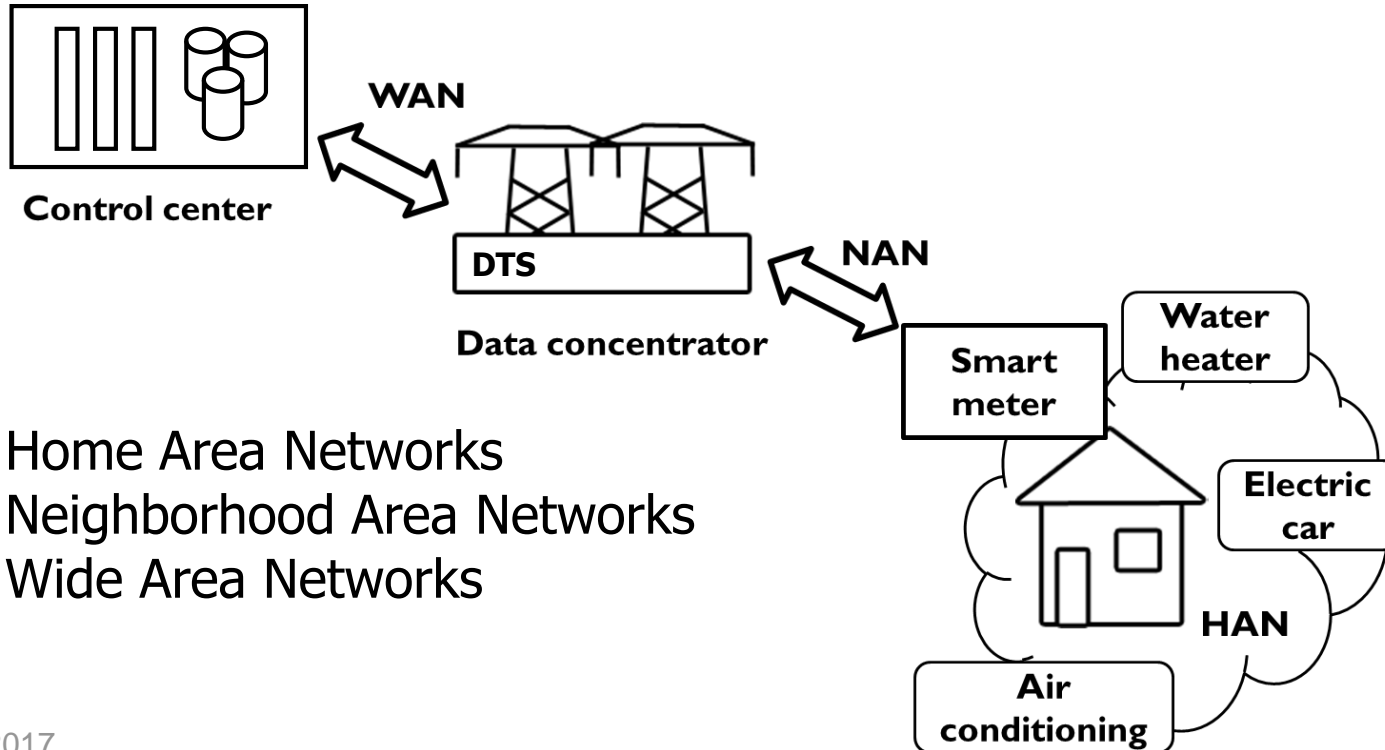 WAN
Control center
DTS
NAN
Data concentrator
Smart
meter
Water
heater
Electric
car
HAN
Air
conditioning
Home Area Networks
Neighborhood Area Networks
Wide Area Networks
2017